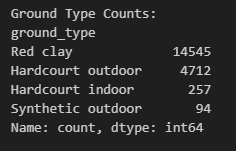 Ground Type Counts:
ground_type
Red clay             14545
Hardcourt outdoor     4712
Hardcourt indoor       257
Synthetic outdoor       94
Name: count, dtype: int64